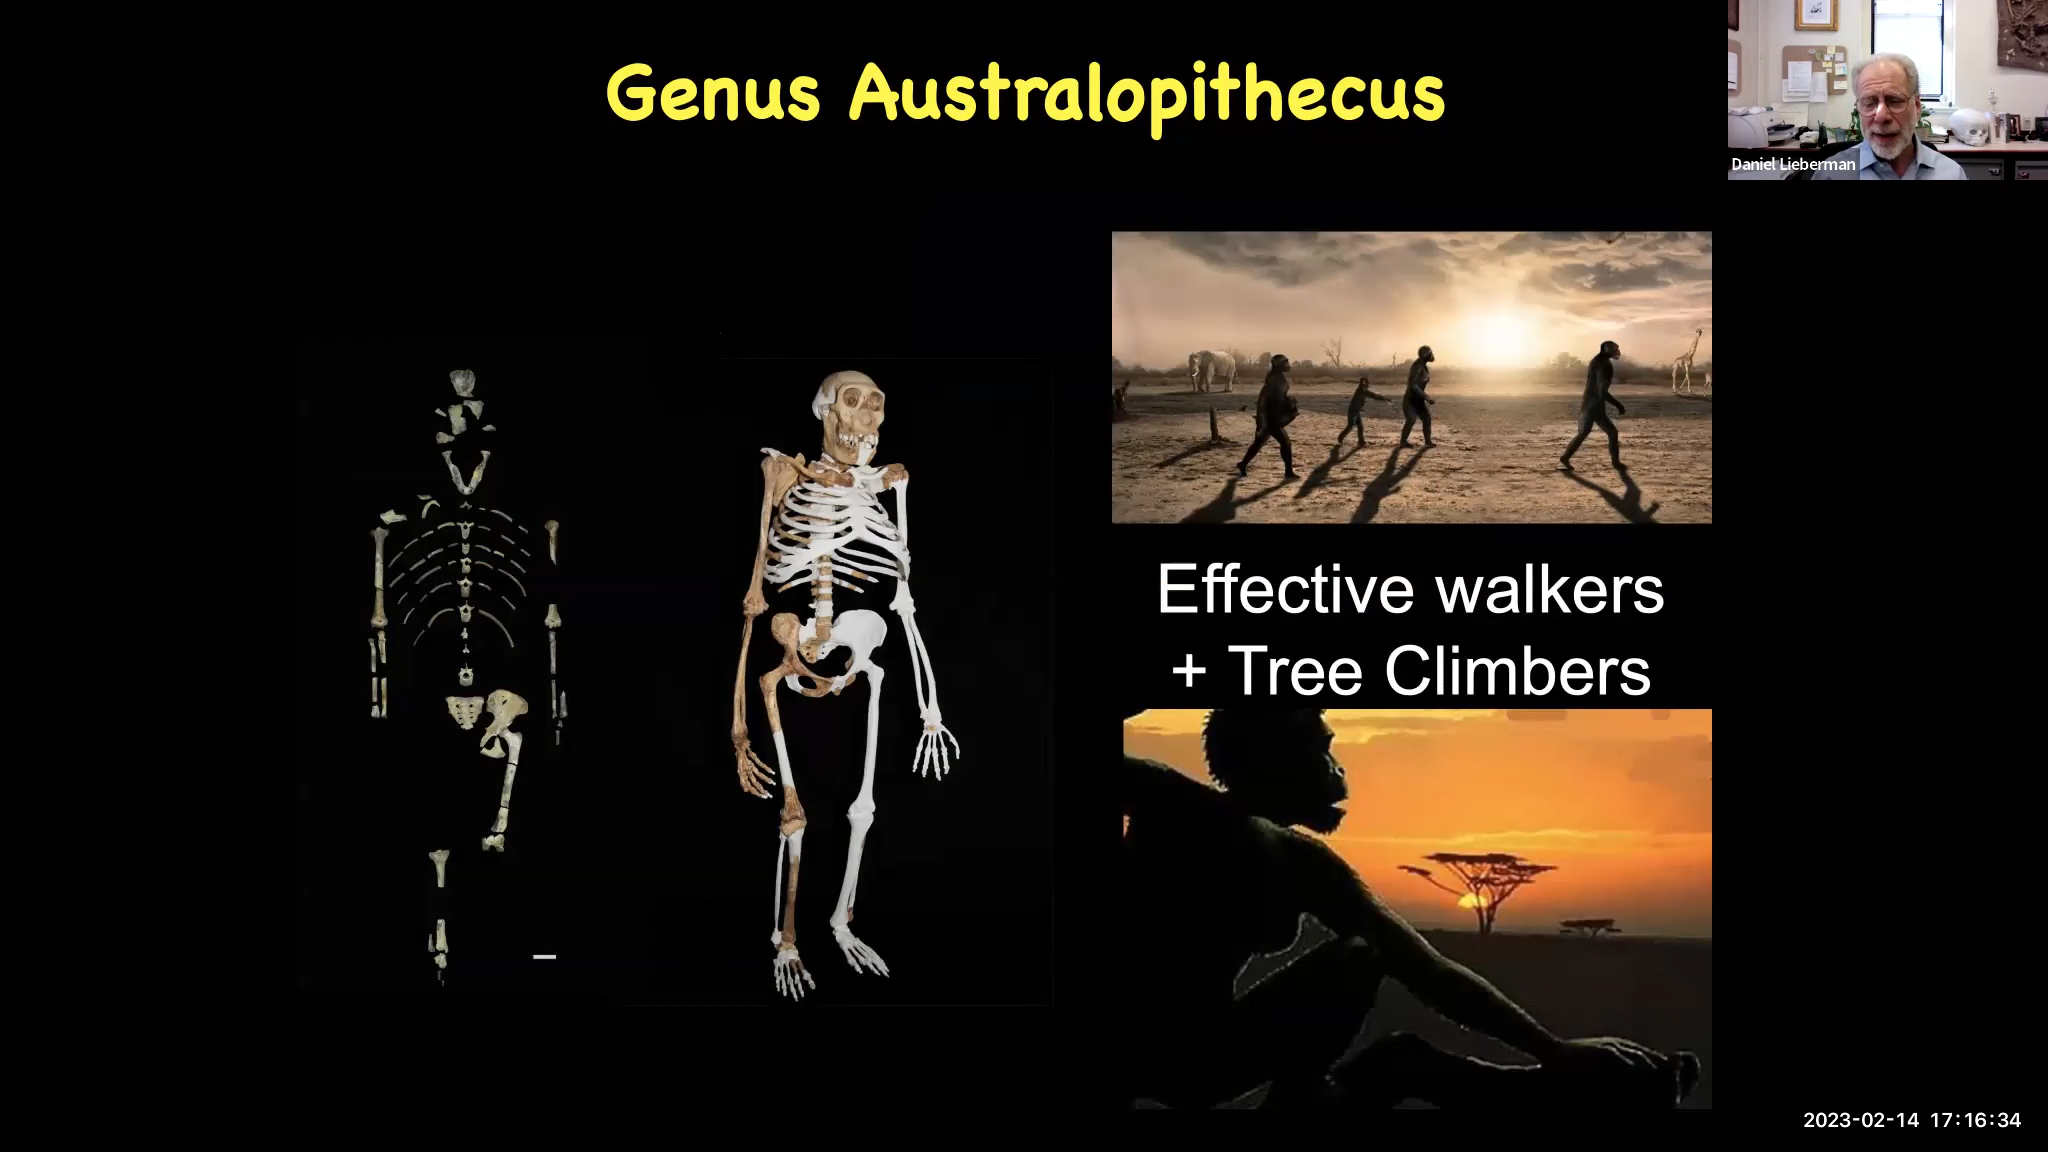 Genus Australopithecus
Daniel Lieberman
Effective walkers
+ Tree Climbers
2023-02-14 17:16:34